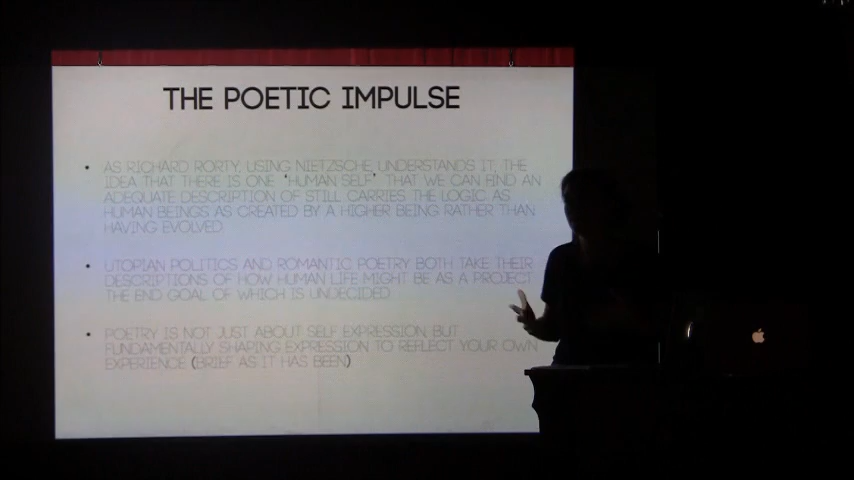 THE POETIC IMPULSE
• AS RICHARD RORTY, USING NIETZSCHE, UNDERSTANDS IT, THE
IDEA THAT THERE IS ONE "HUMAN SELF" THAT WE CAN FIND AN
ADEQUATE DESCRIPTION OF STILL CARRIES THE LOGIC AS
HUMAN BEINGS AS CREATED BY A HIGHER BEING RATHER THAN
HAVING EVOLVED
• UTOPIAN POLITICS AND ROMANTIC POETRY BOTH TAKE THEIR
DESCRIPTIONS OF HOW HUMAN LIFE MIGHT BE AS A PROJECT
THE END GOAL OF WHICH IS UNDECIDED
• POETRY IS NOT JUST ABOUT SELF EXPRESSION, BUT
FUNDAMENTALLY SHAPING EXPRESSION TO REFLECT YOUR OWN
EXPERIENCE (BRIEF AS IT HAS BEEN)